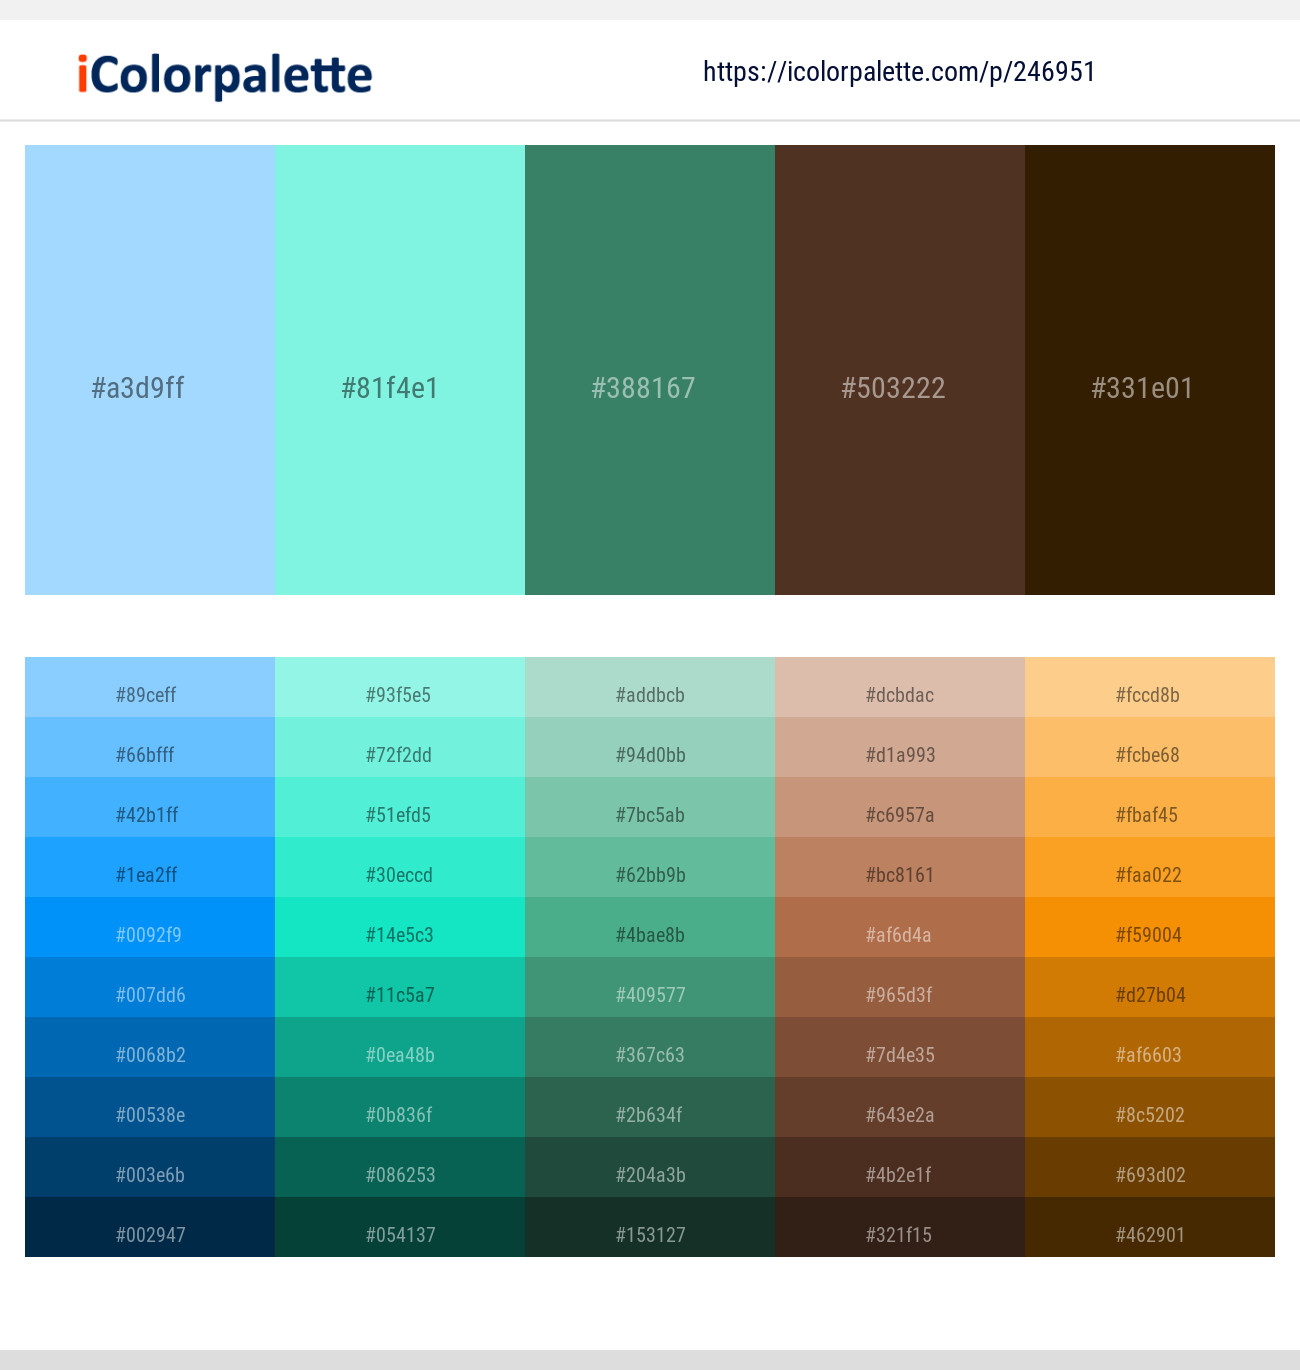 iColorpalette
https://icolorpalette.com/p/246951
#a3d9ff #81f4e1 #388167 #503222 #331e01
#89ceff #93f5e5 #addbcb #dcbdac #fccd8b
#66bfff #72f2dd #94d0bb #d1a993 #fcbe68
#42b1ff #51efd5 #7bc5ab #c6957a #fbaf45
#1ea2ff #30eccd #62bb9b #bc8161 #faa022
#0092f9 #14e5c3 #4bae8b #af6d4a #f59004
#007dd6 #11c5a7 #409577 #965d3f #d27b04
#0068b2 #0ea48b #367c63 #7d4e35 #af6603
#00538e #0b836f #2b634f #643e2a #8c5202
#003e6b #086253 #204a3b #4b2e1f #693d02
#002947 #054137 #153127 #321f15 #462901